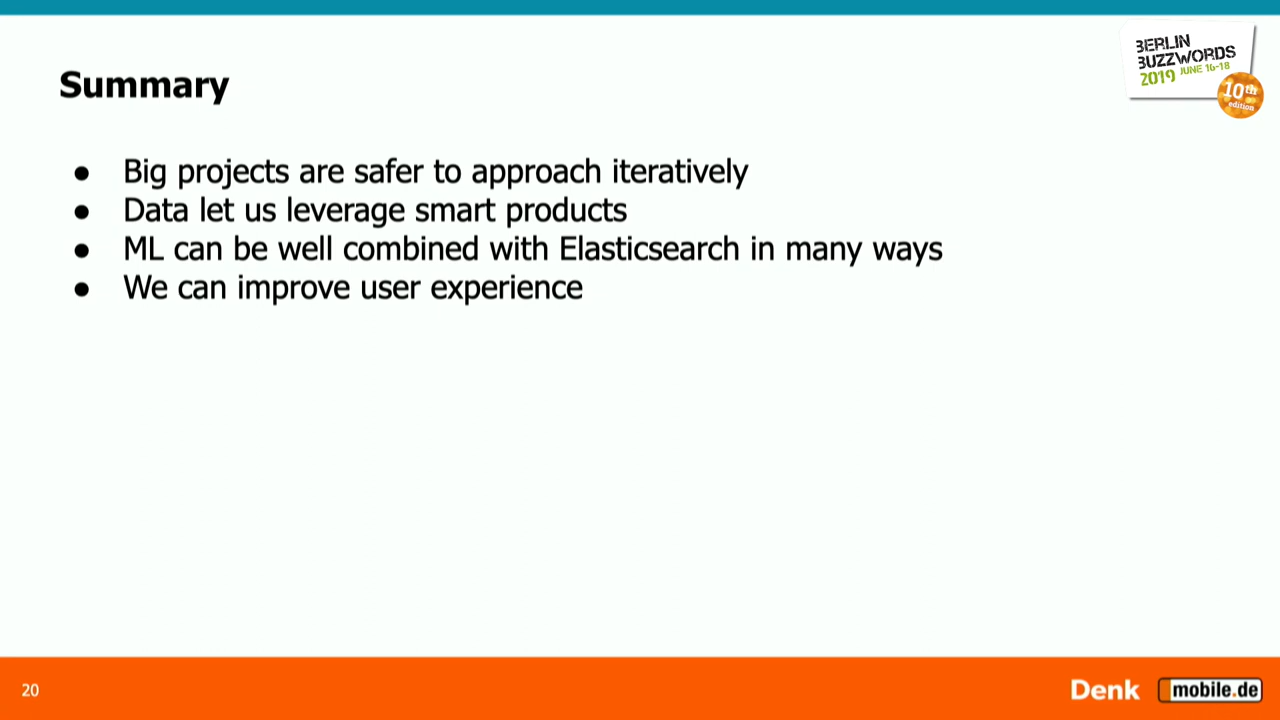 BERLIN
BUZZWORDS
2019 JUNE 16-18
10th
edition
Summary
● Big projects are safer to approach iteratively
● Data let us leverage smart products
● ML can be well combined with Elasticsearch in many ways
● We can improve user experience
20
Denk mobile.de